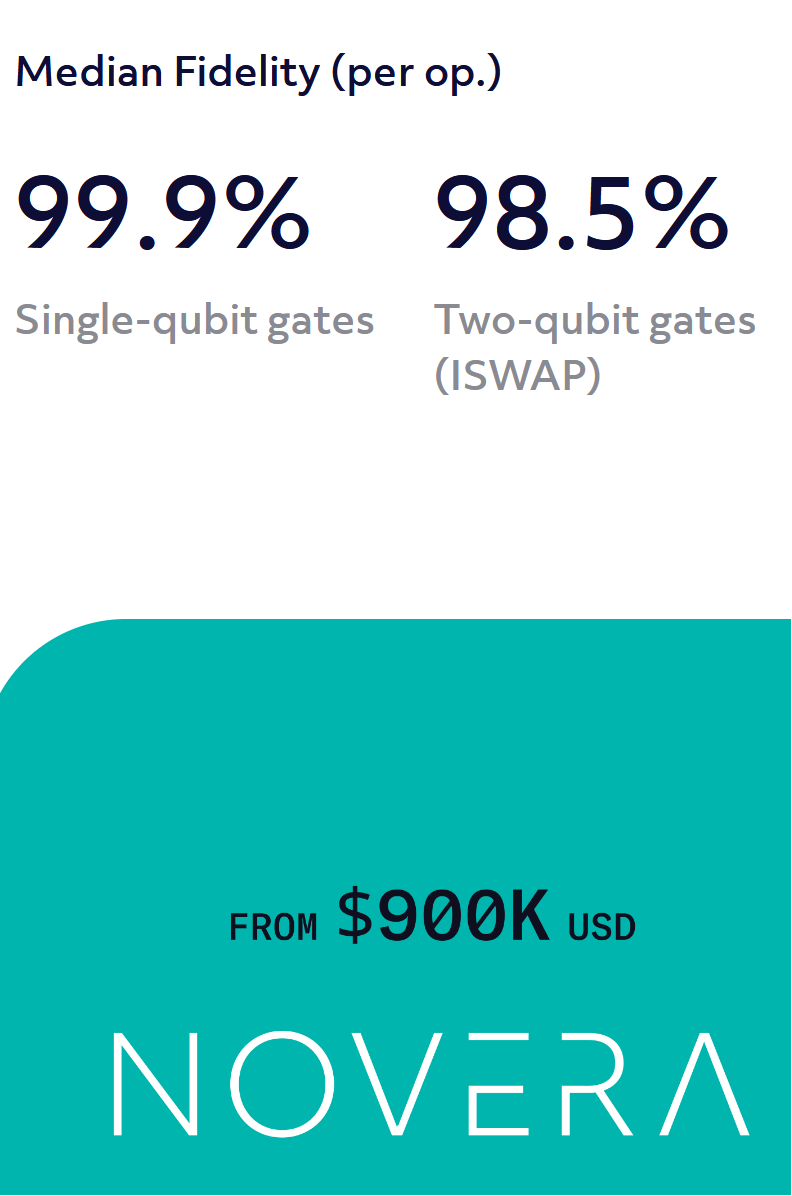 Median Fidelity (per op.)
99.9% 98.5%
Single-qubit gates Two-qubit gates
(ISWAP)
FROM $900K USD
NOVERA